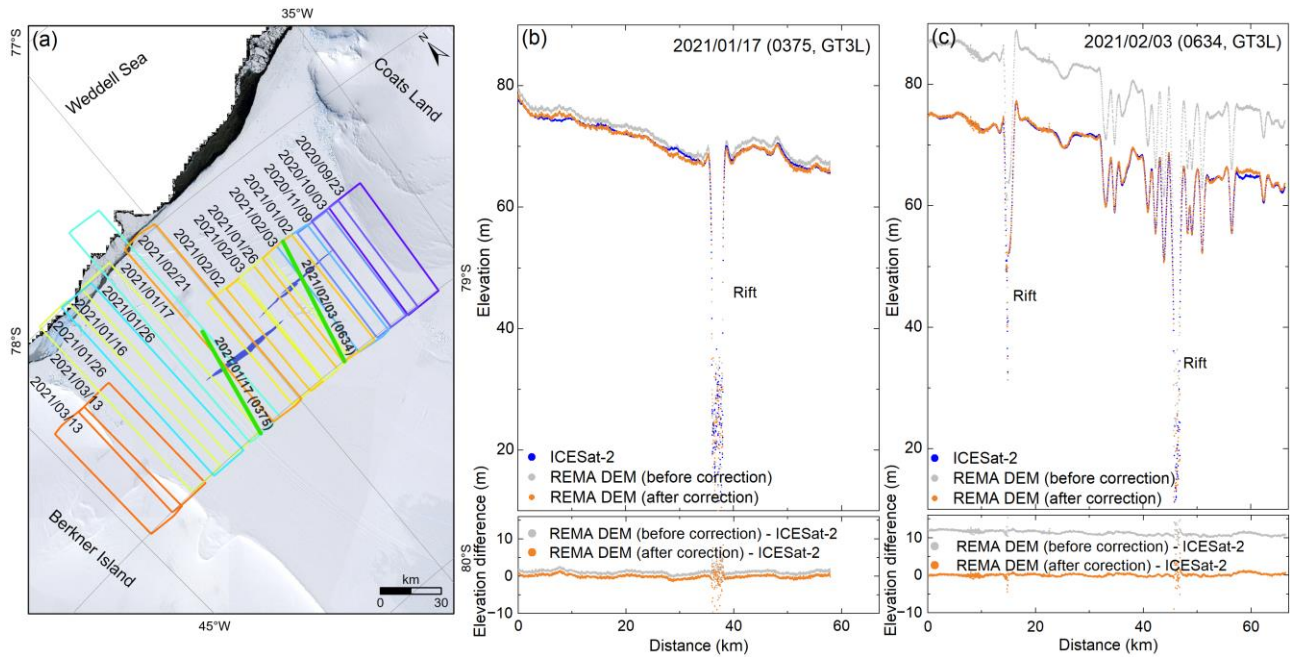 (a)
35°W
77°S
Weddell Sea
Coats Land
N
79°S
78°S
80°S
45°W
Berkner Island
km
0 30
2020/09/23
2020/10/03
2020/11/09
2021/01/02
2021/02/03
2021/01/26
2021/02/03
2021/02/02
2021/02/21
2021/01/17
2021/01/26
2021/01/16
2021/01/26
2021/03/13
2021/03/13
2021/02/03 (0634)
2021/01/17 (0375)
(b)
2021/01/17 (0375, GT3L)
Elevation (m)
80
60
40
20
Rift
ICESat-2
REMA DEM (before correction)
REMA DEM (after correction)
Elevation difference (m)
10
0
−10
REMA DEM (before correction) - ICESat-2
REMA DEM (after corection) - ICESat-2
0 20 40 60
Distance (km)
(c)
2021/02/03 (0634, GT3L)
Elevation (m)
80
60
40
20
Rift
Rift
ICESat-2
REMA DEM (before correction)
REMA DEM (after correction)
Elevation difference (m)
10
0
−10
REMA DEM (before correction) - ICESat-2
REMA DEM (after corection) - ICESat-2
0 20 40 60
Distance (km)